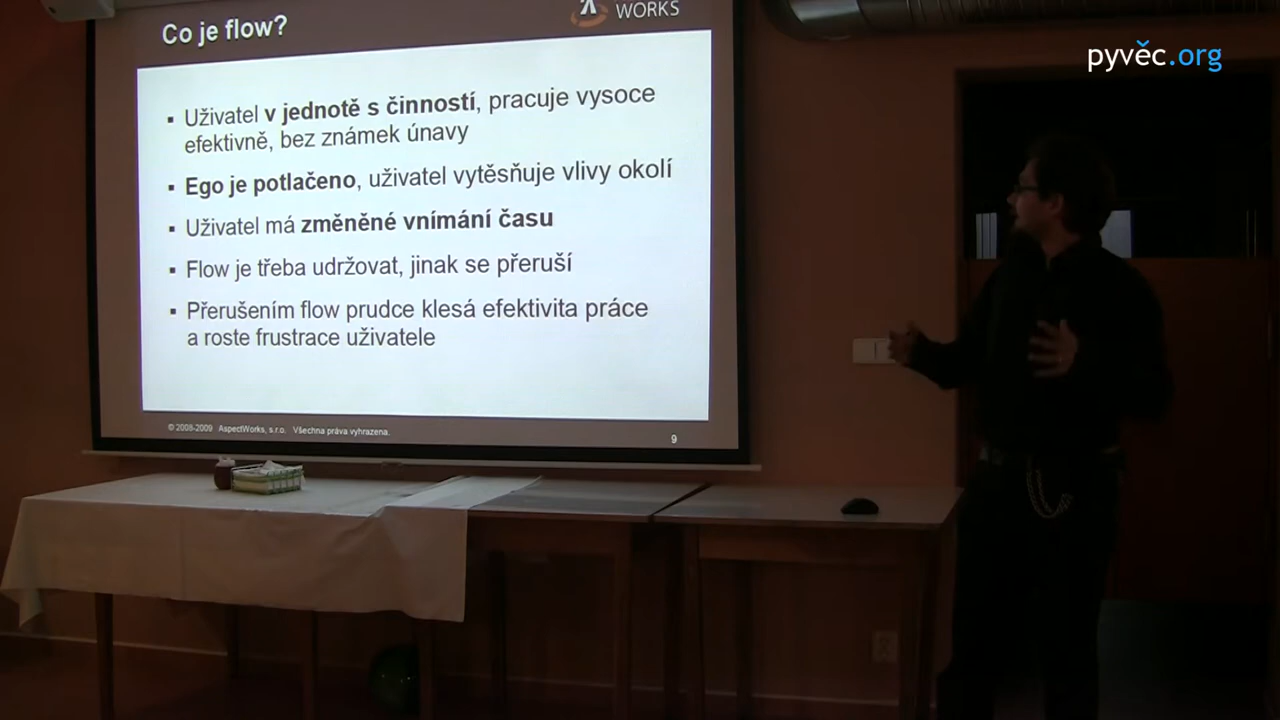 Co je flow?
WORKS
pyvěc.org
▪ Uživatel v jednotě s činností, pracuje vysoce
efektivně, bez známek únavy
▪ Ego je potlačeno, uživatel vytěsňuje vlivy okolí
▪ Uživatel má změněné vnímání času
▪ Flow je třeba udržovat, jinak se přeruší
▪ Přerušením flow prudce klesá efektivita práce
a roste frustrace uživatele
© 2008-2009 AspectWorks, s.r.o. Všechna práva vyhrazena.
9